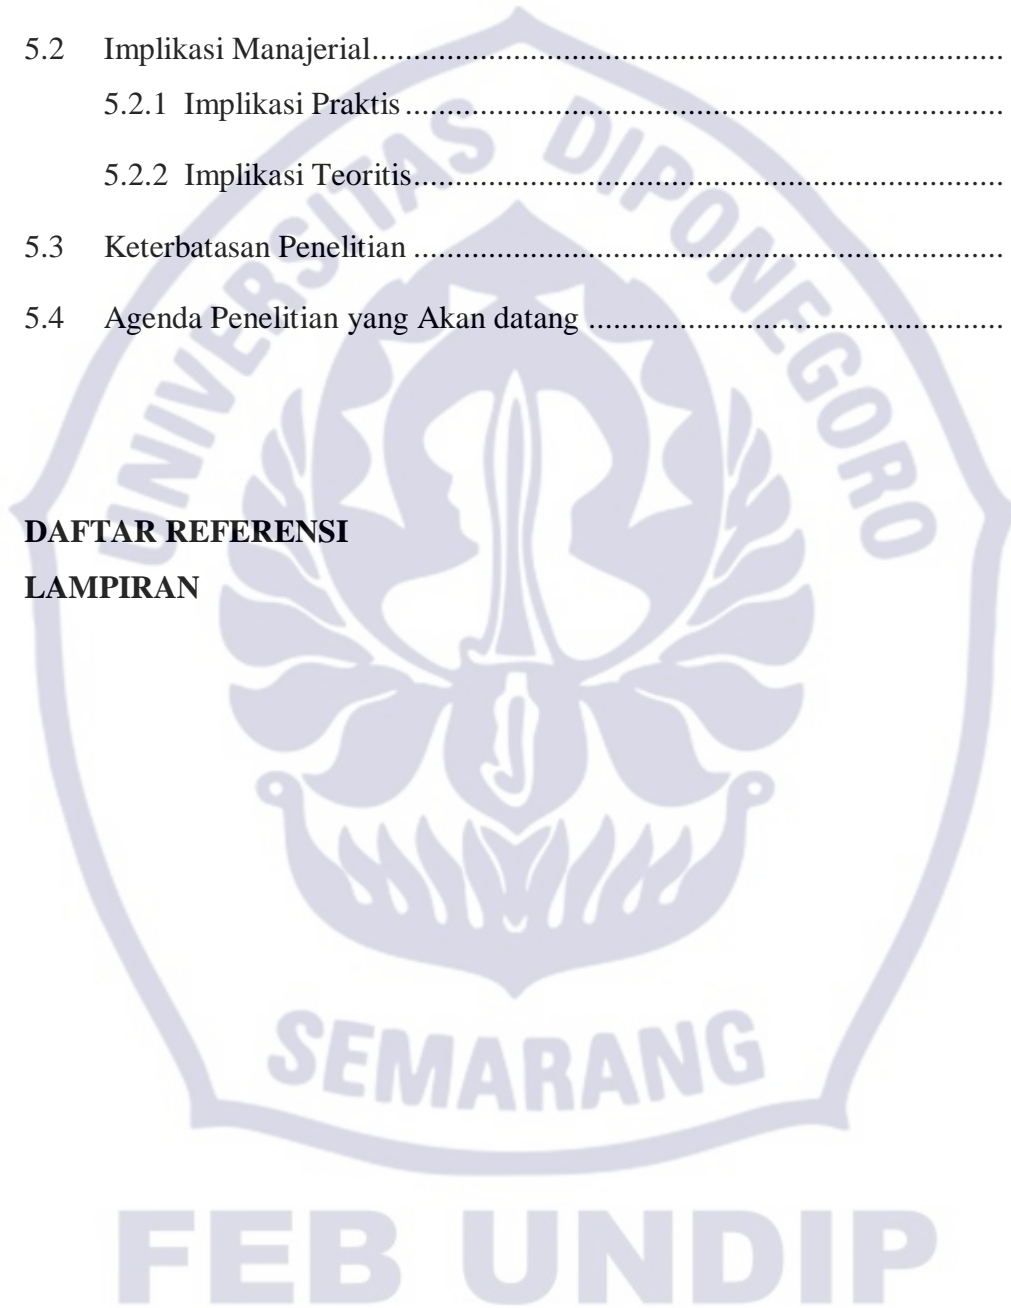 5.2 Implikasi Manajerial...........................................................................
5.2.1 Implikasi Praktis.......................................................................
5.2.2 Implikasi Teoritis......................................................................
5.3 Keterbatasan Penelitian ......................................................................
5.4 Agenda Penelitian yang Akan datang ..................................................
DAFTAR REFERENSI
LAMPIRAN
UNIVERSITAS DIPONEGORO
SEMARANG
FEB UNDIP